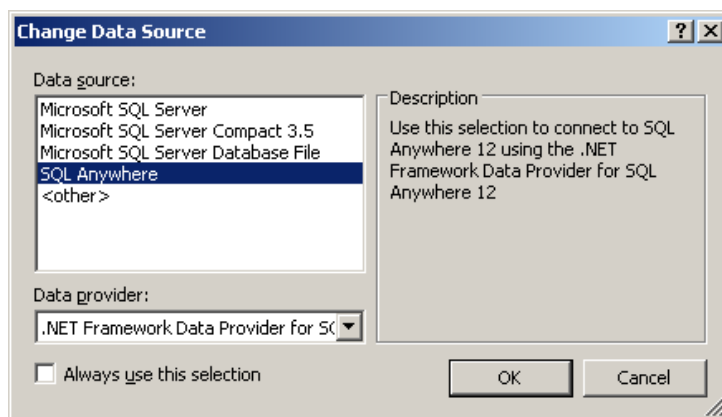 Change Data Source
Data source:
Microsoft SQL Server
Microsoft SQL Server Compact 3.5
Microsoft SQL Server Database File
SQL Anywhere
<other>
Description
Use this selection to connect to SQL
Anywhere 12 using the .NET
Framework Data Provider for SQL
Anywhere 12
Data provider:
.NET Framework Data Provider for S
Always use this selection
OK
Cancel